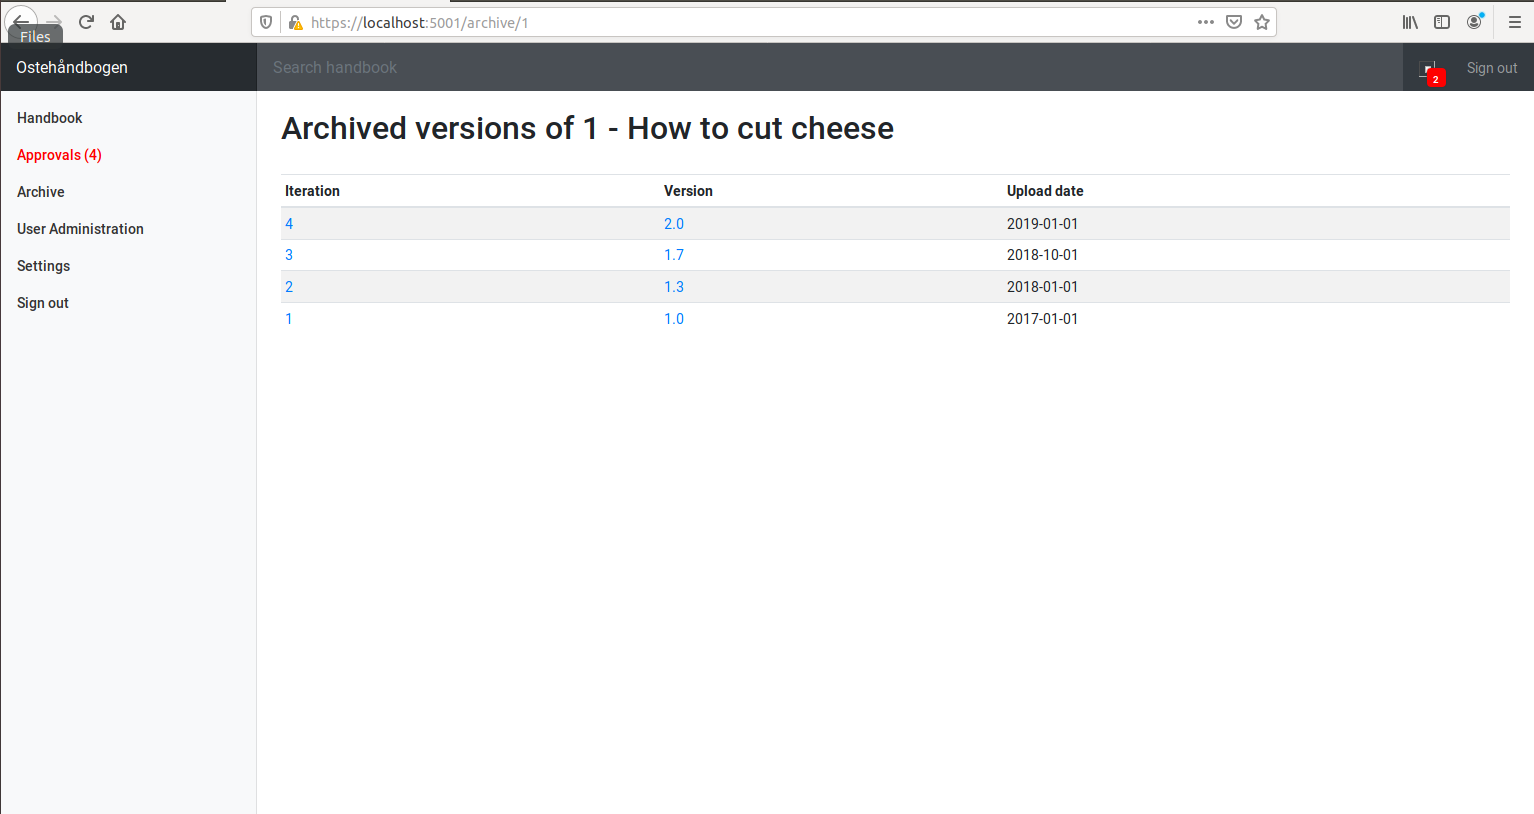 https://localhost:5001/archive/1
Files
Ostehåndbogen
Search handbook
2
Sign out
Handbook
Approvals (4)
Archive
User Administration
Settings
Sign out
Archived versions of 1 - How to cut cheese
Iteration Version Upload date
4 2.0 2019-01-01
3 1.7 2018-10-01
2 1.3 2018-01-01
1 1.0 2017-01-01